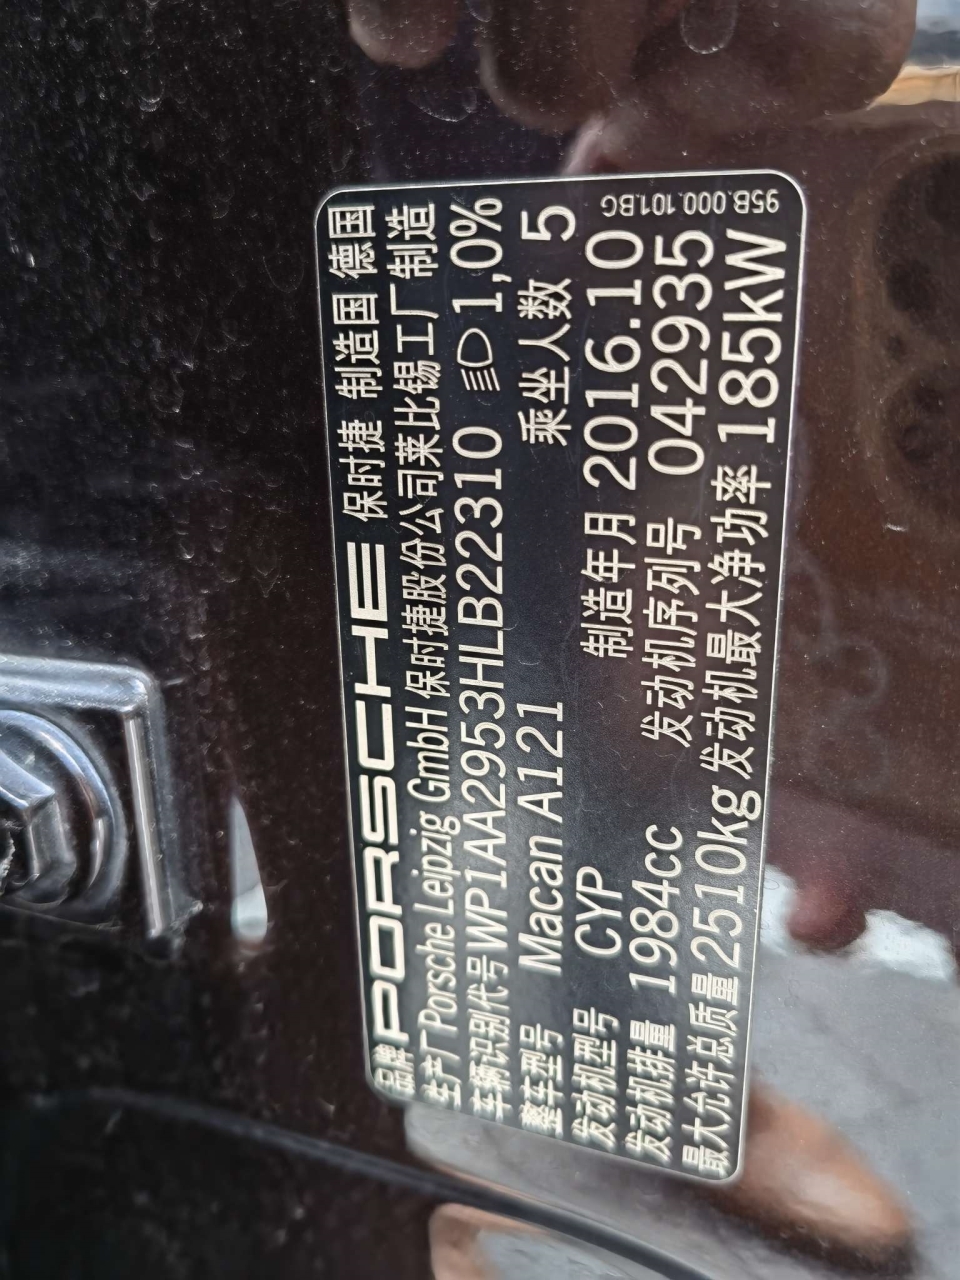 品牌 PORSCHE 保时捷 制造国 德国
生产厂 Porsche Leipzig GmbH 保时捷股份公司莱比锡工厂制造
车辆识别代号 WP1AA2953HLB22310 1,0%
整车型号 Macan A121 乘坐人数 5
发动机型号 CYP 制造年月 2016.10
发动机排量 1984cc 发动机序列号 042935
最大允许总质量 2510kg 发动机最大净功率 185kW
95B.000.101.BG